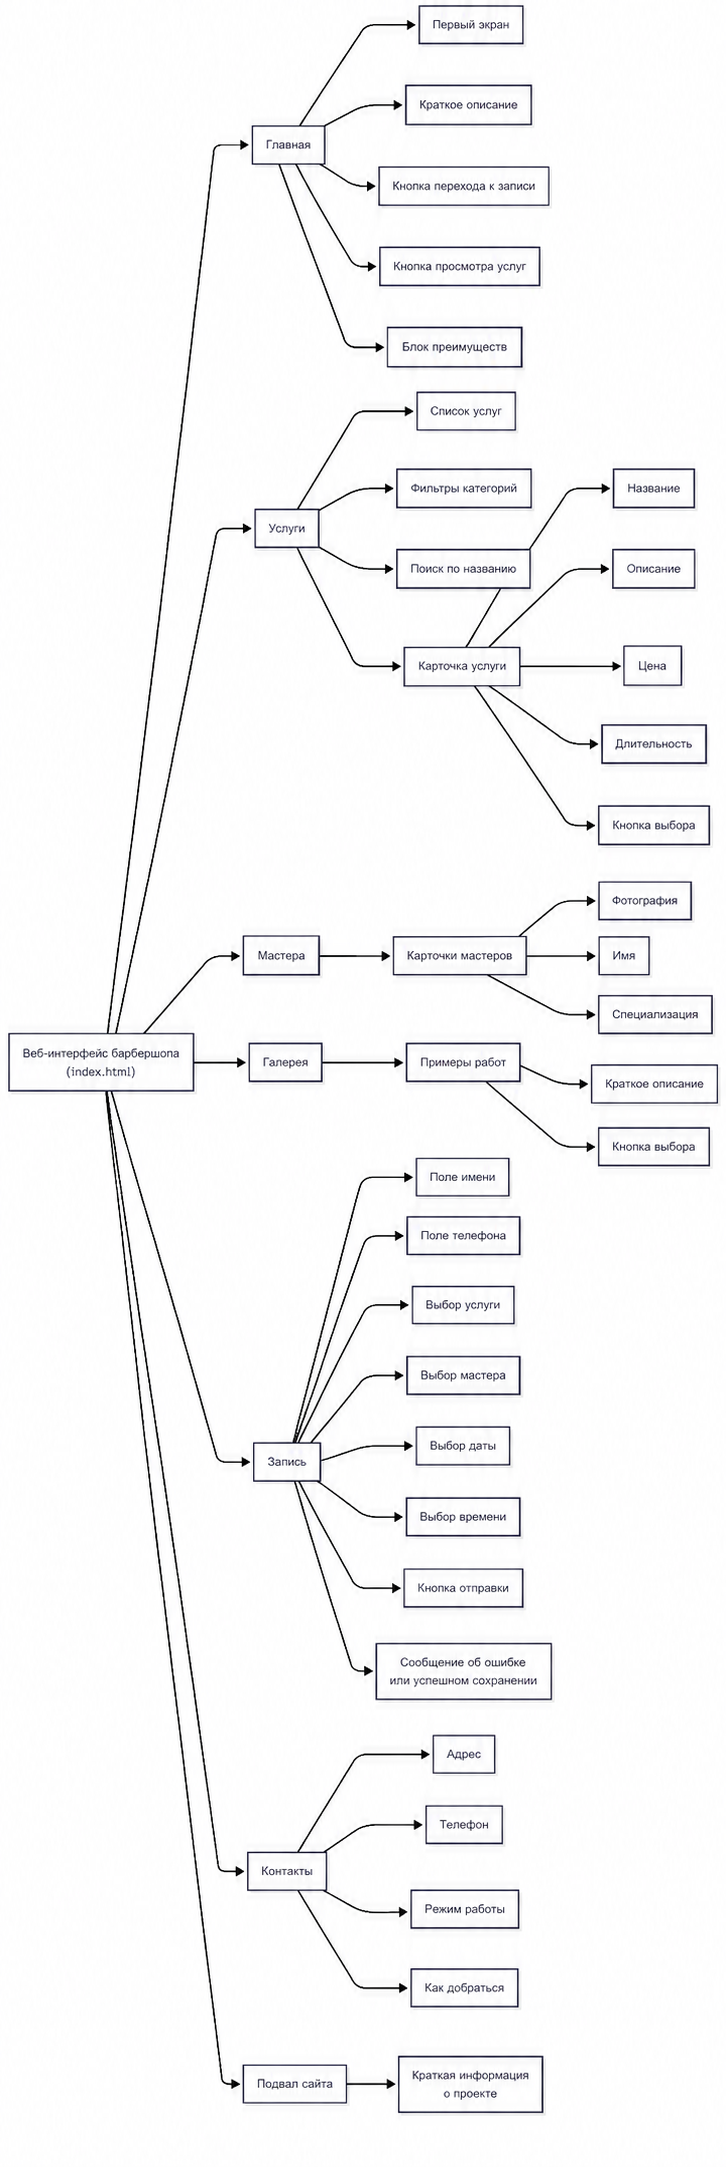 Первый экран
Краткое описание
Главная
Кнопка перехода к записи
Кнопка просмотра услуг
Блок преимуществ
Список услуг
Фильтры категорий
Название
Услуги
Поиск по названию
Описание
Карточка услуги
Цена
Длительность
Кнопка выбора
Фотография
Мастера
Карточки мастеров
Имя
Специализация
Веб-интерфейс барбершопа
(index.html)
Галерея
Примеры работ
Краткое описание
Кнопка выбора
Поле имени
Поле телефона
Выбор услуги
Выбор мастера
Выбор даты
Запись
Выбор времени
Кнопка отправки
Сообщение об ошибке
или успешном сохранении
Адрес
Телефон
Контакты
Режим работы
Как добраться
Подвал сайта
Краткая информация
о проекте